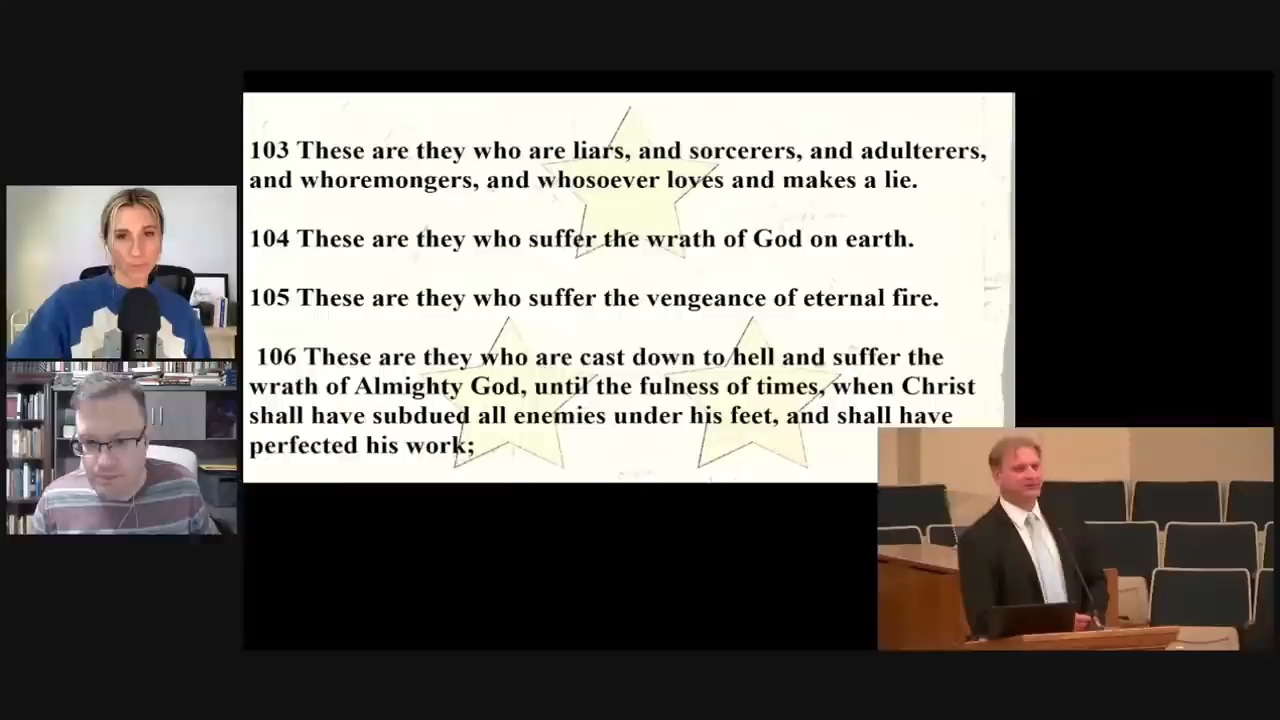 103 These are they who are liars, and sorcerers, and adulterers,
and whoremongers, and whosoever loves and makes a lie.
104 These are they who suffer the wrath of God on earth.
105 These are they who suffer the vengeance of eternal fire.
106 These are they who are cast down to hell and suffer the
wrath of Almighty God, until the fulness of times, when Christ
shall have subdued all enemies under his feet, and shall have
perfected his work;